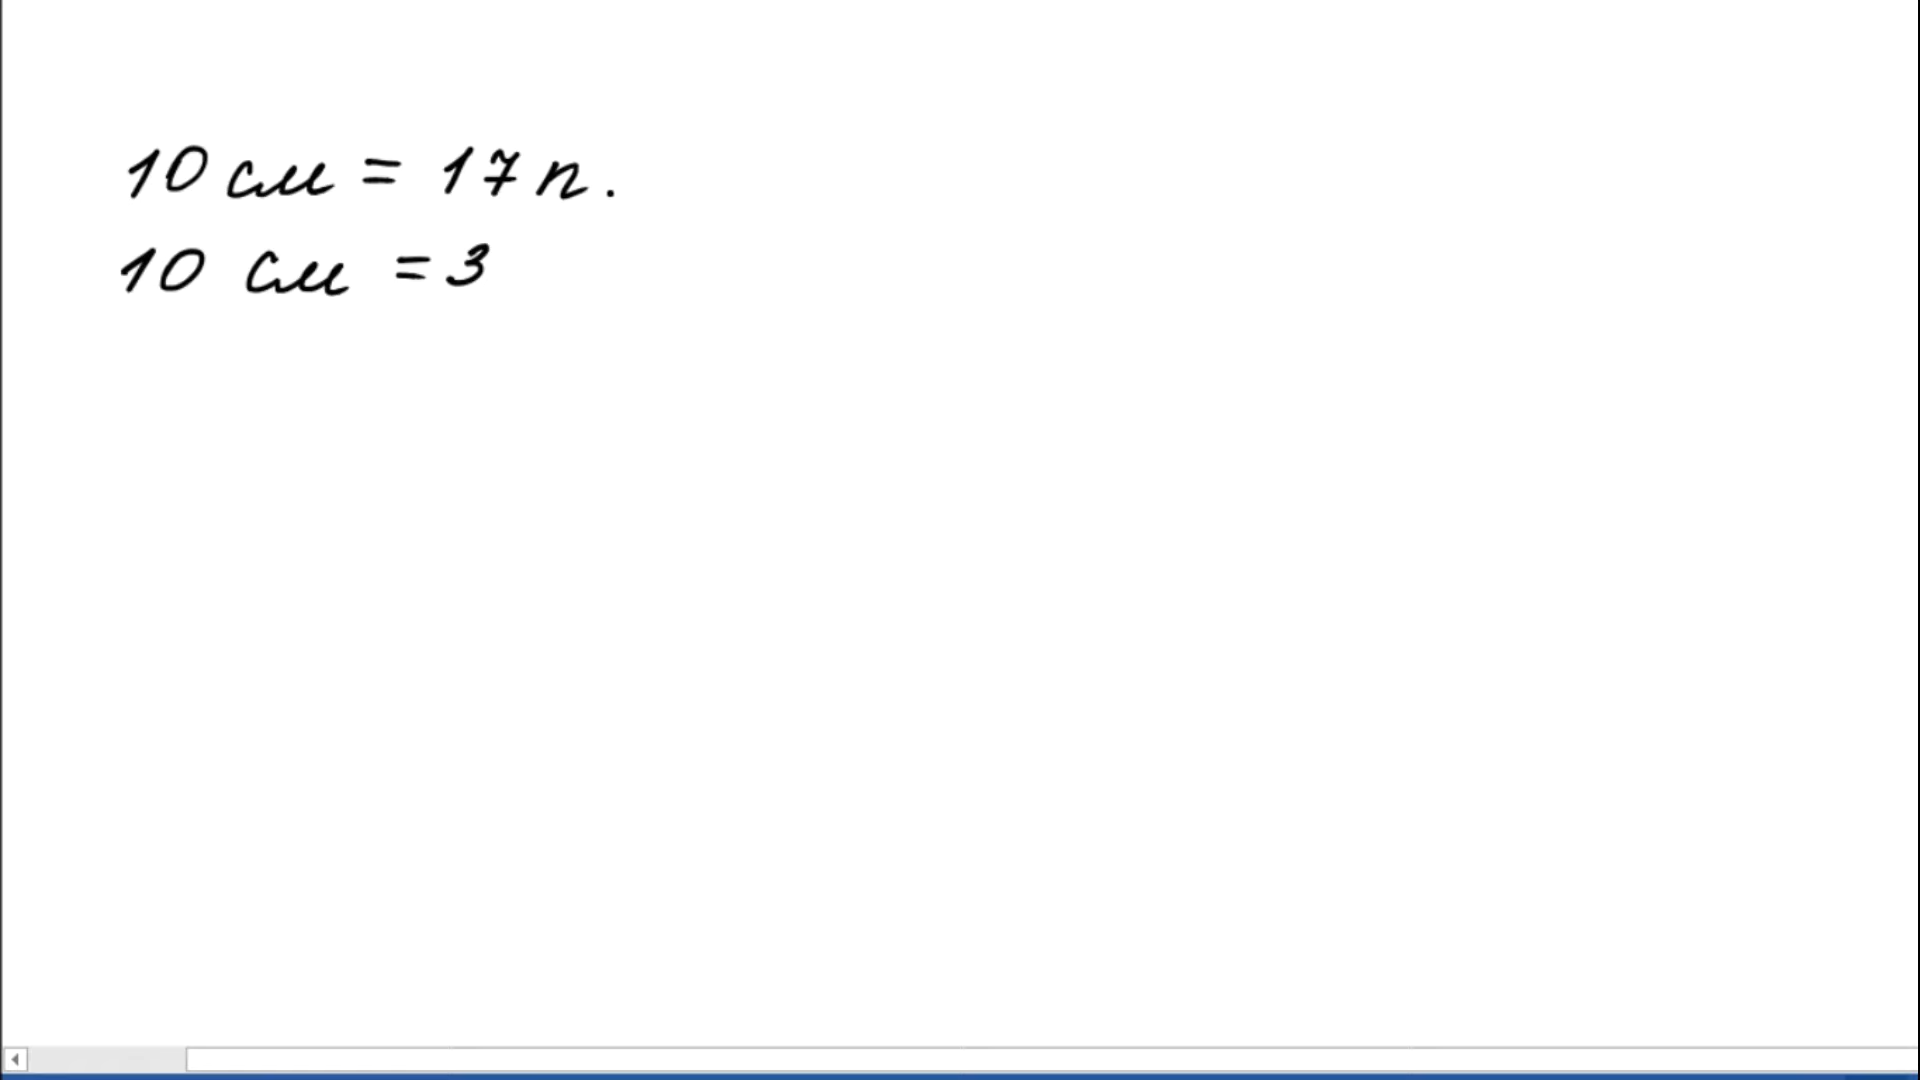 10 см = 17 п.
10 см = 3